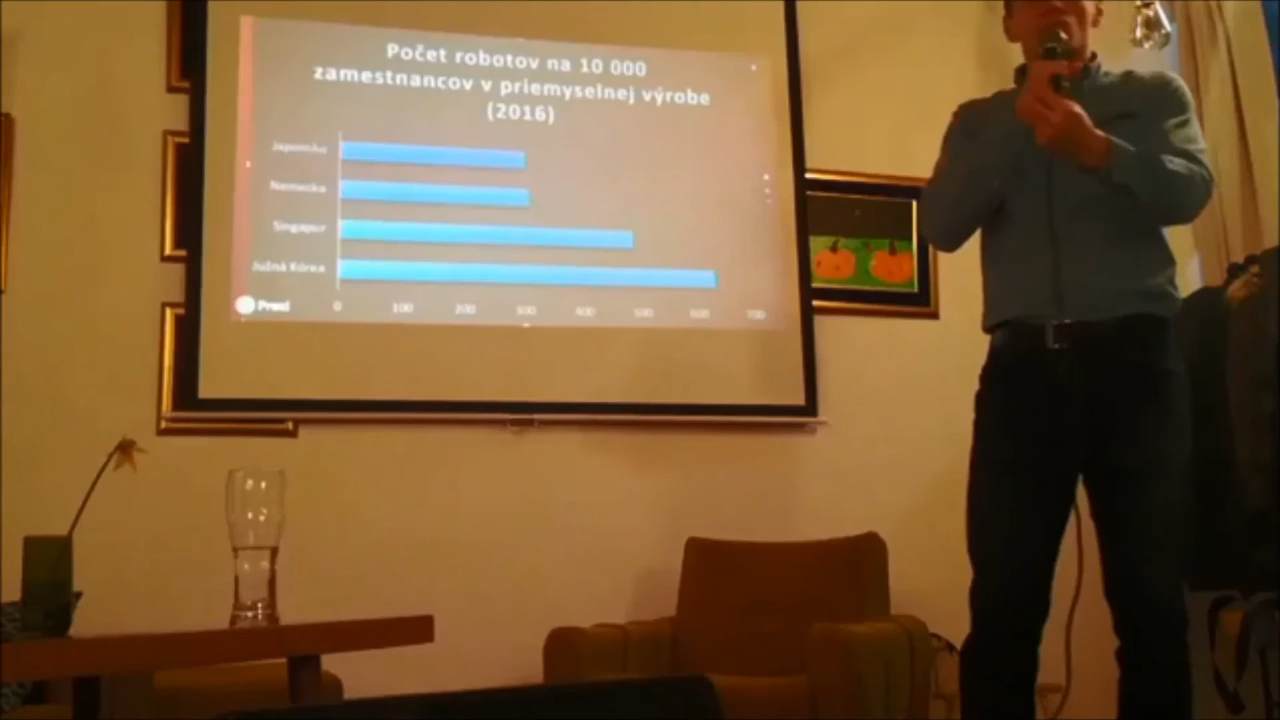 Počet robotov na 10 000
zamestnancov v priemyselnej výrobe
(2016)
Japonsko
Nemecko
Singapur
Južná Kórea
Prezi
0 100 200 300 400 500 600 700